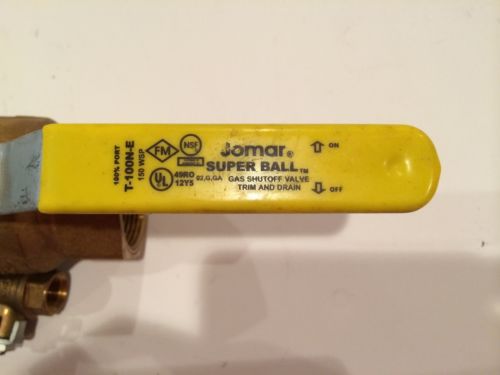 100% PORT
T-100N-E
150 WSP
FM
NSF
UL
49RO
12Y5
Jomar®
SUPER BALL™
02,G,GA GAS SHUTOFF VALVE
TRIM AND DRAIN
⇧ ON
⇩ OFF